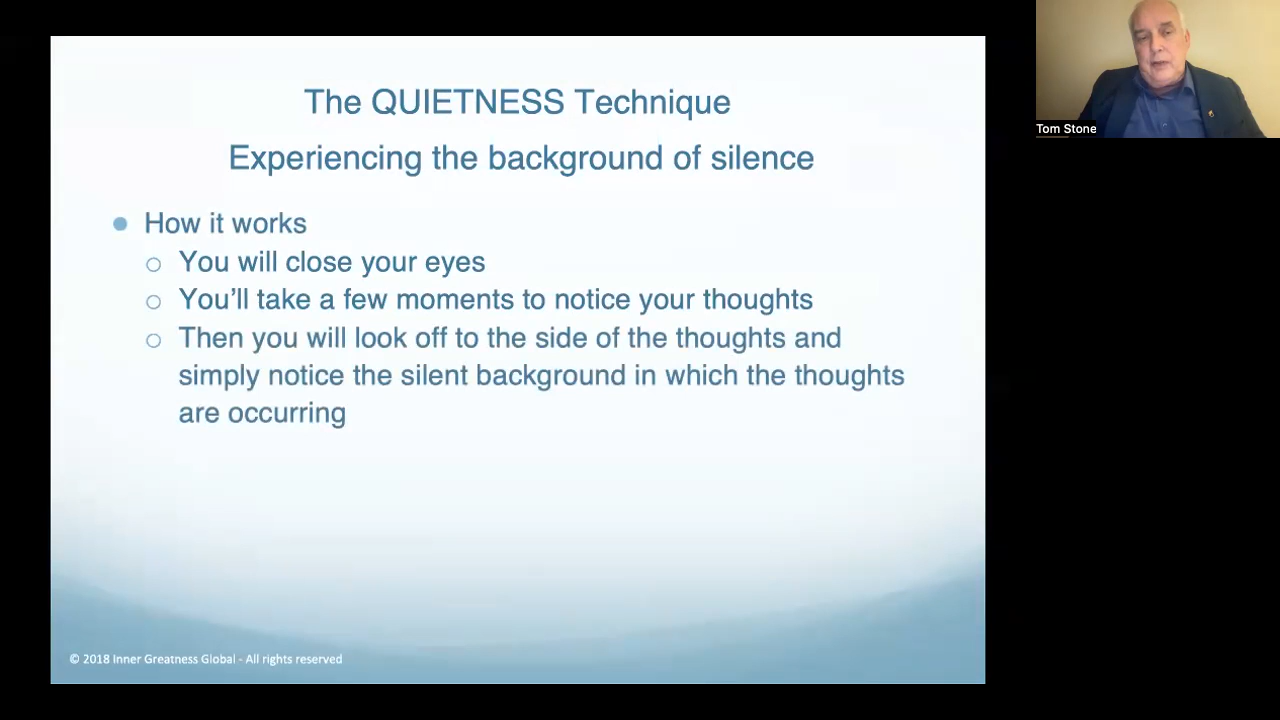 The QUIETNESS Technique
Experiencing the background of silence
How it works
You will close your eyes
You’ll take a few moments to notice your thoughts
Then you will look off to the side of the thoughts and
simply notice the silent background in which the thoughts
are occurring
© 2018 Inner Greatness Global - All rights reserved
Tom Stone